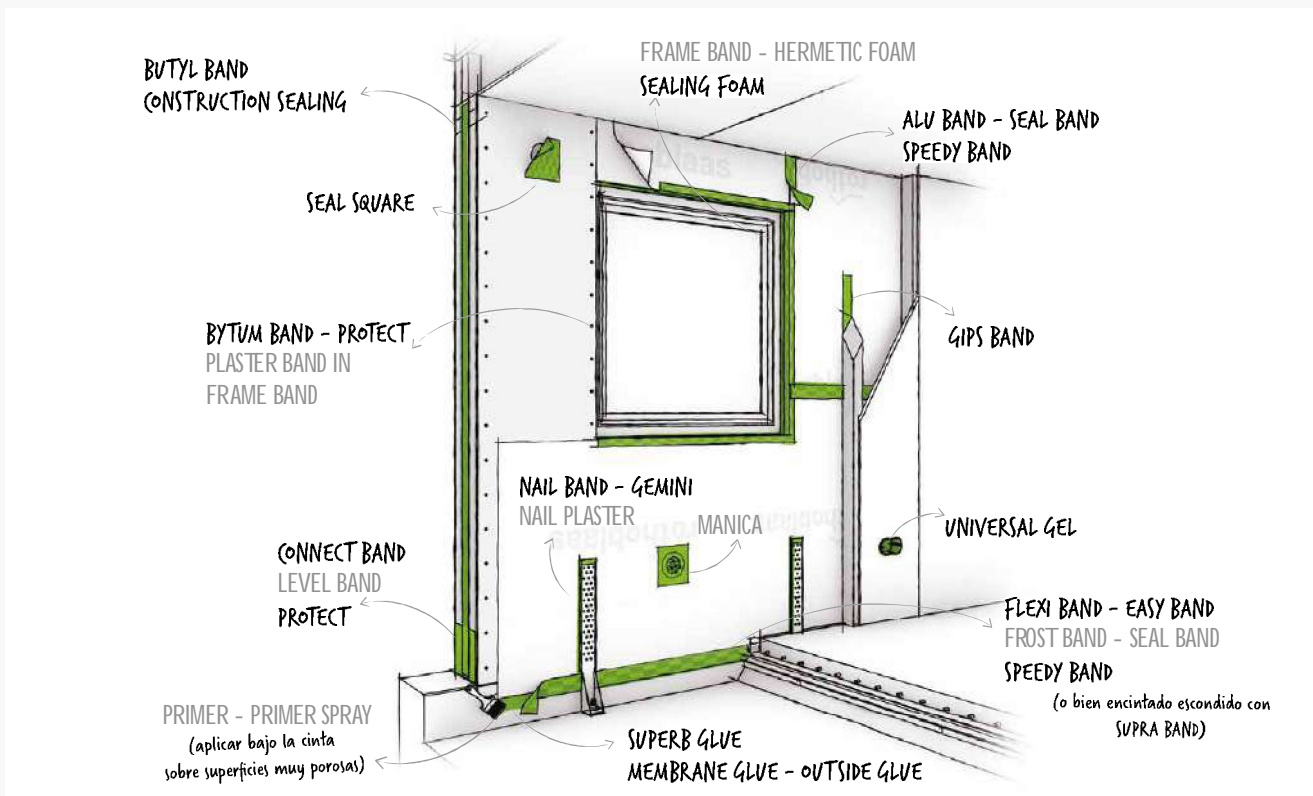 FRAME BAND - HERMETIC FOAM
SEALING FOAM
BUTYL BAND
CONSTRUCTION SEALING
ALU BAND - SEAL BAND
SPEEDY BAND
SEAL SQUARE
BYTUM BAND - PROTECT
PLASTER BAND IN
FRAME BAND
GIPS BAND
NAIL BAND - GEMINI
NAIL PLASTER
MANICA
UNIVERSAL GEL
CONNECT BAND
LEVEL BAND
PROTECT
FLEXI BAND - EASY BAND
FROST BAND - SEAL BAND
SPEEDY BAND
(o bien encintado escondido con
SUPRA BAND)
PRIMER - PRIMER SPRAY
(aplicar bajo la cinta
sobre superficies muy porosas)
SUPERB GLUE
MEMBRANE GLUE - OUTSIDE GLUE
blaas